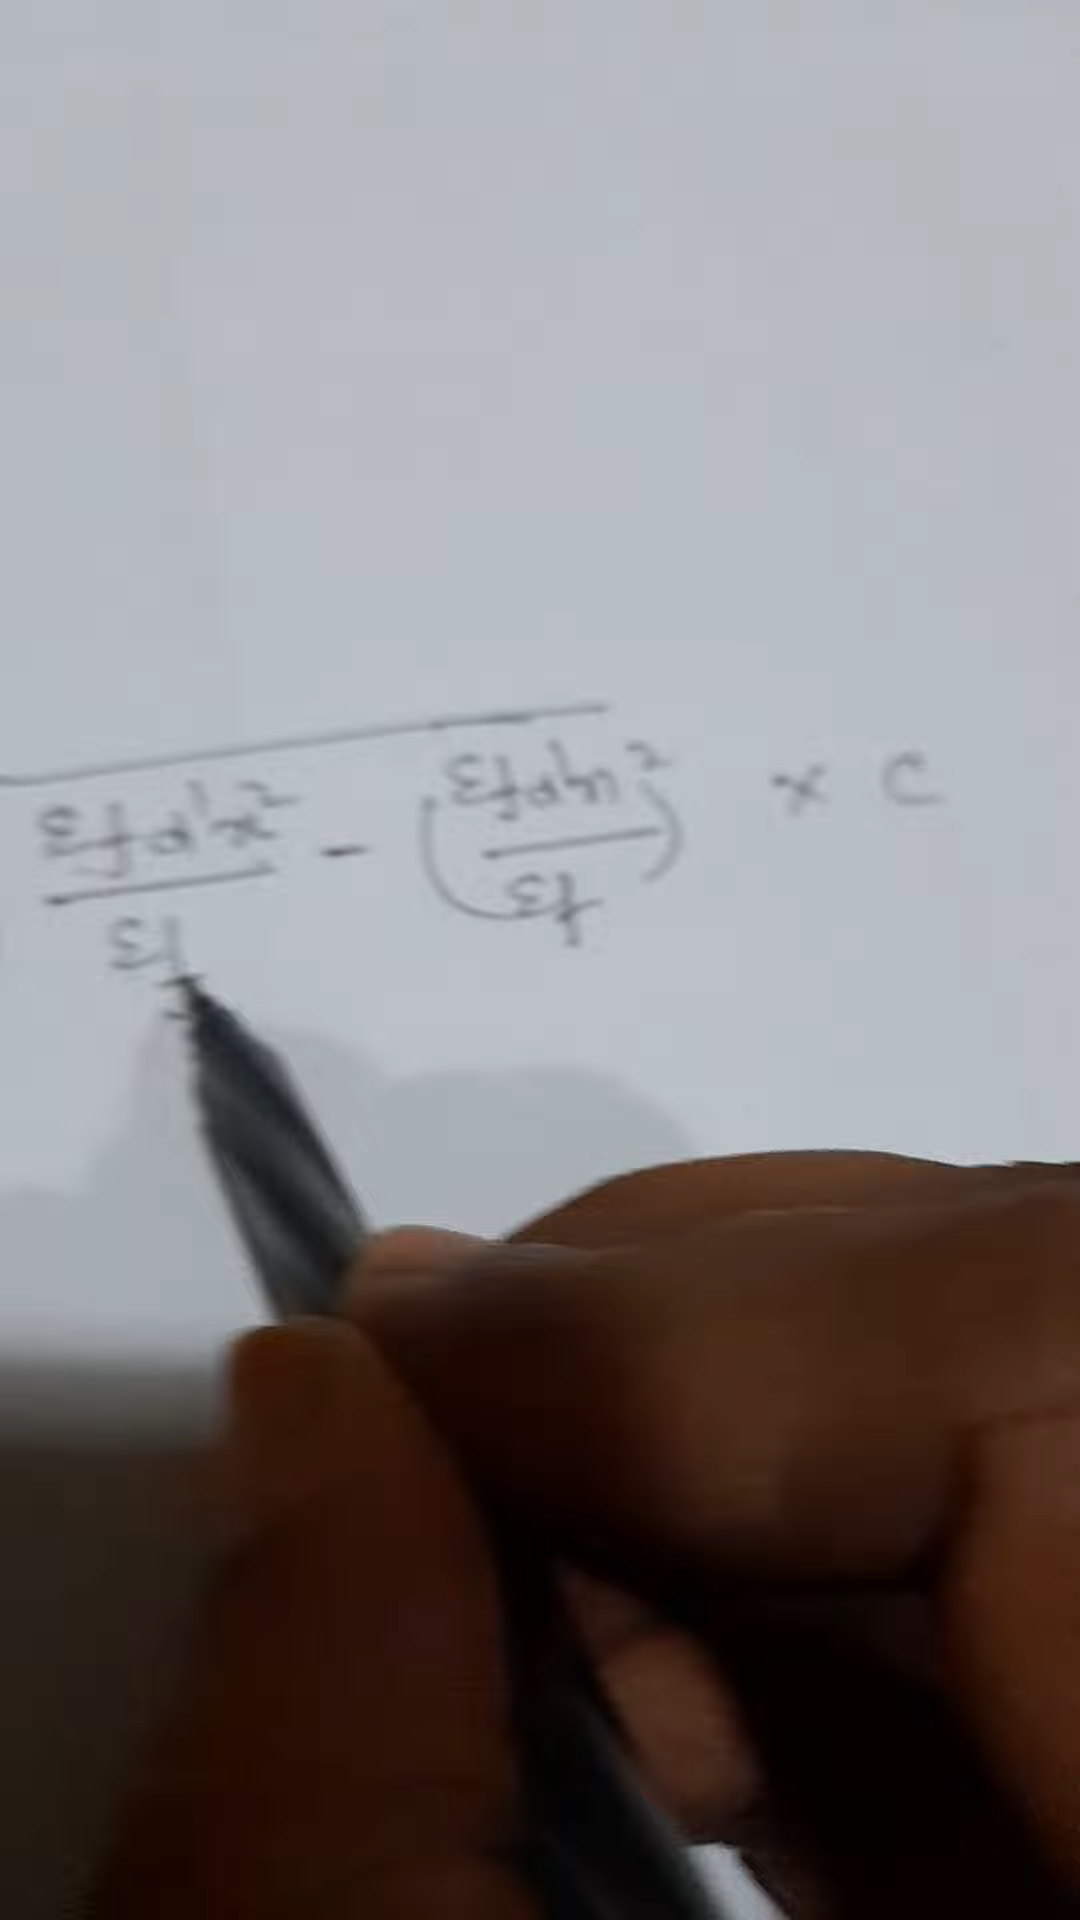 √ Σfd'x² / Σf - (Σfd'x / Σf)² × C